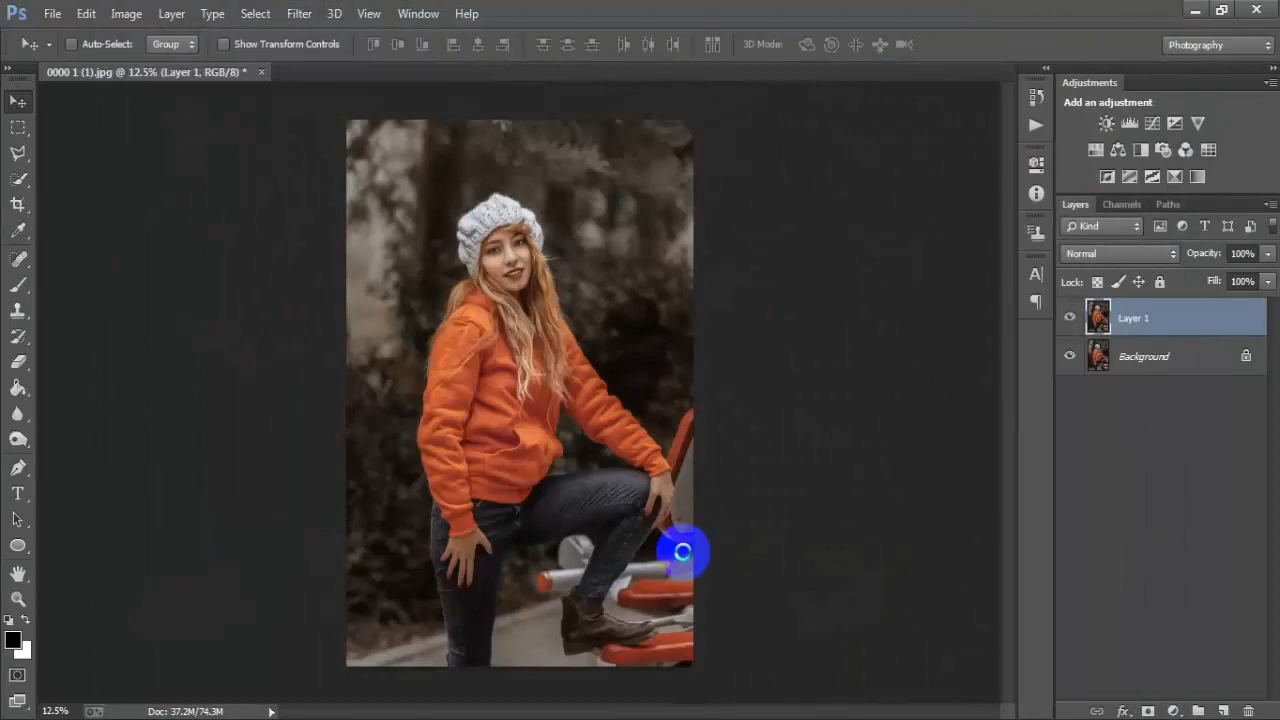 Ps File Edit Image Layer Type Select Filter 3D View Window Help
Auto-Select: Group Show Transform Controls 3D Mode: Photography
0000 1 (1).jpg @ 12.5% (Layer 1, RGB/8) * ×
Adjustments
Add an adjustment
Layers Channels Paths
Kind
Normal Opacity: 100%
Lock: Fill: 100%
Layer 1
Background
12.5% Doc: 37.2M/74.3M